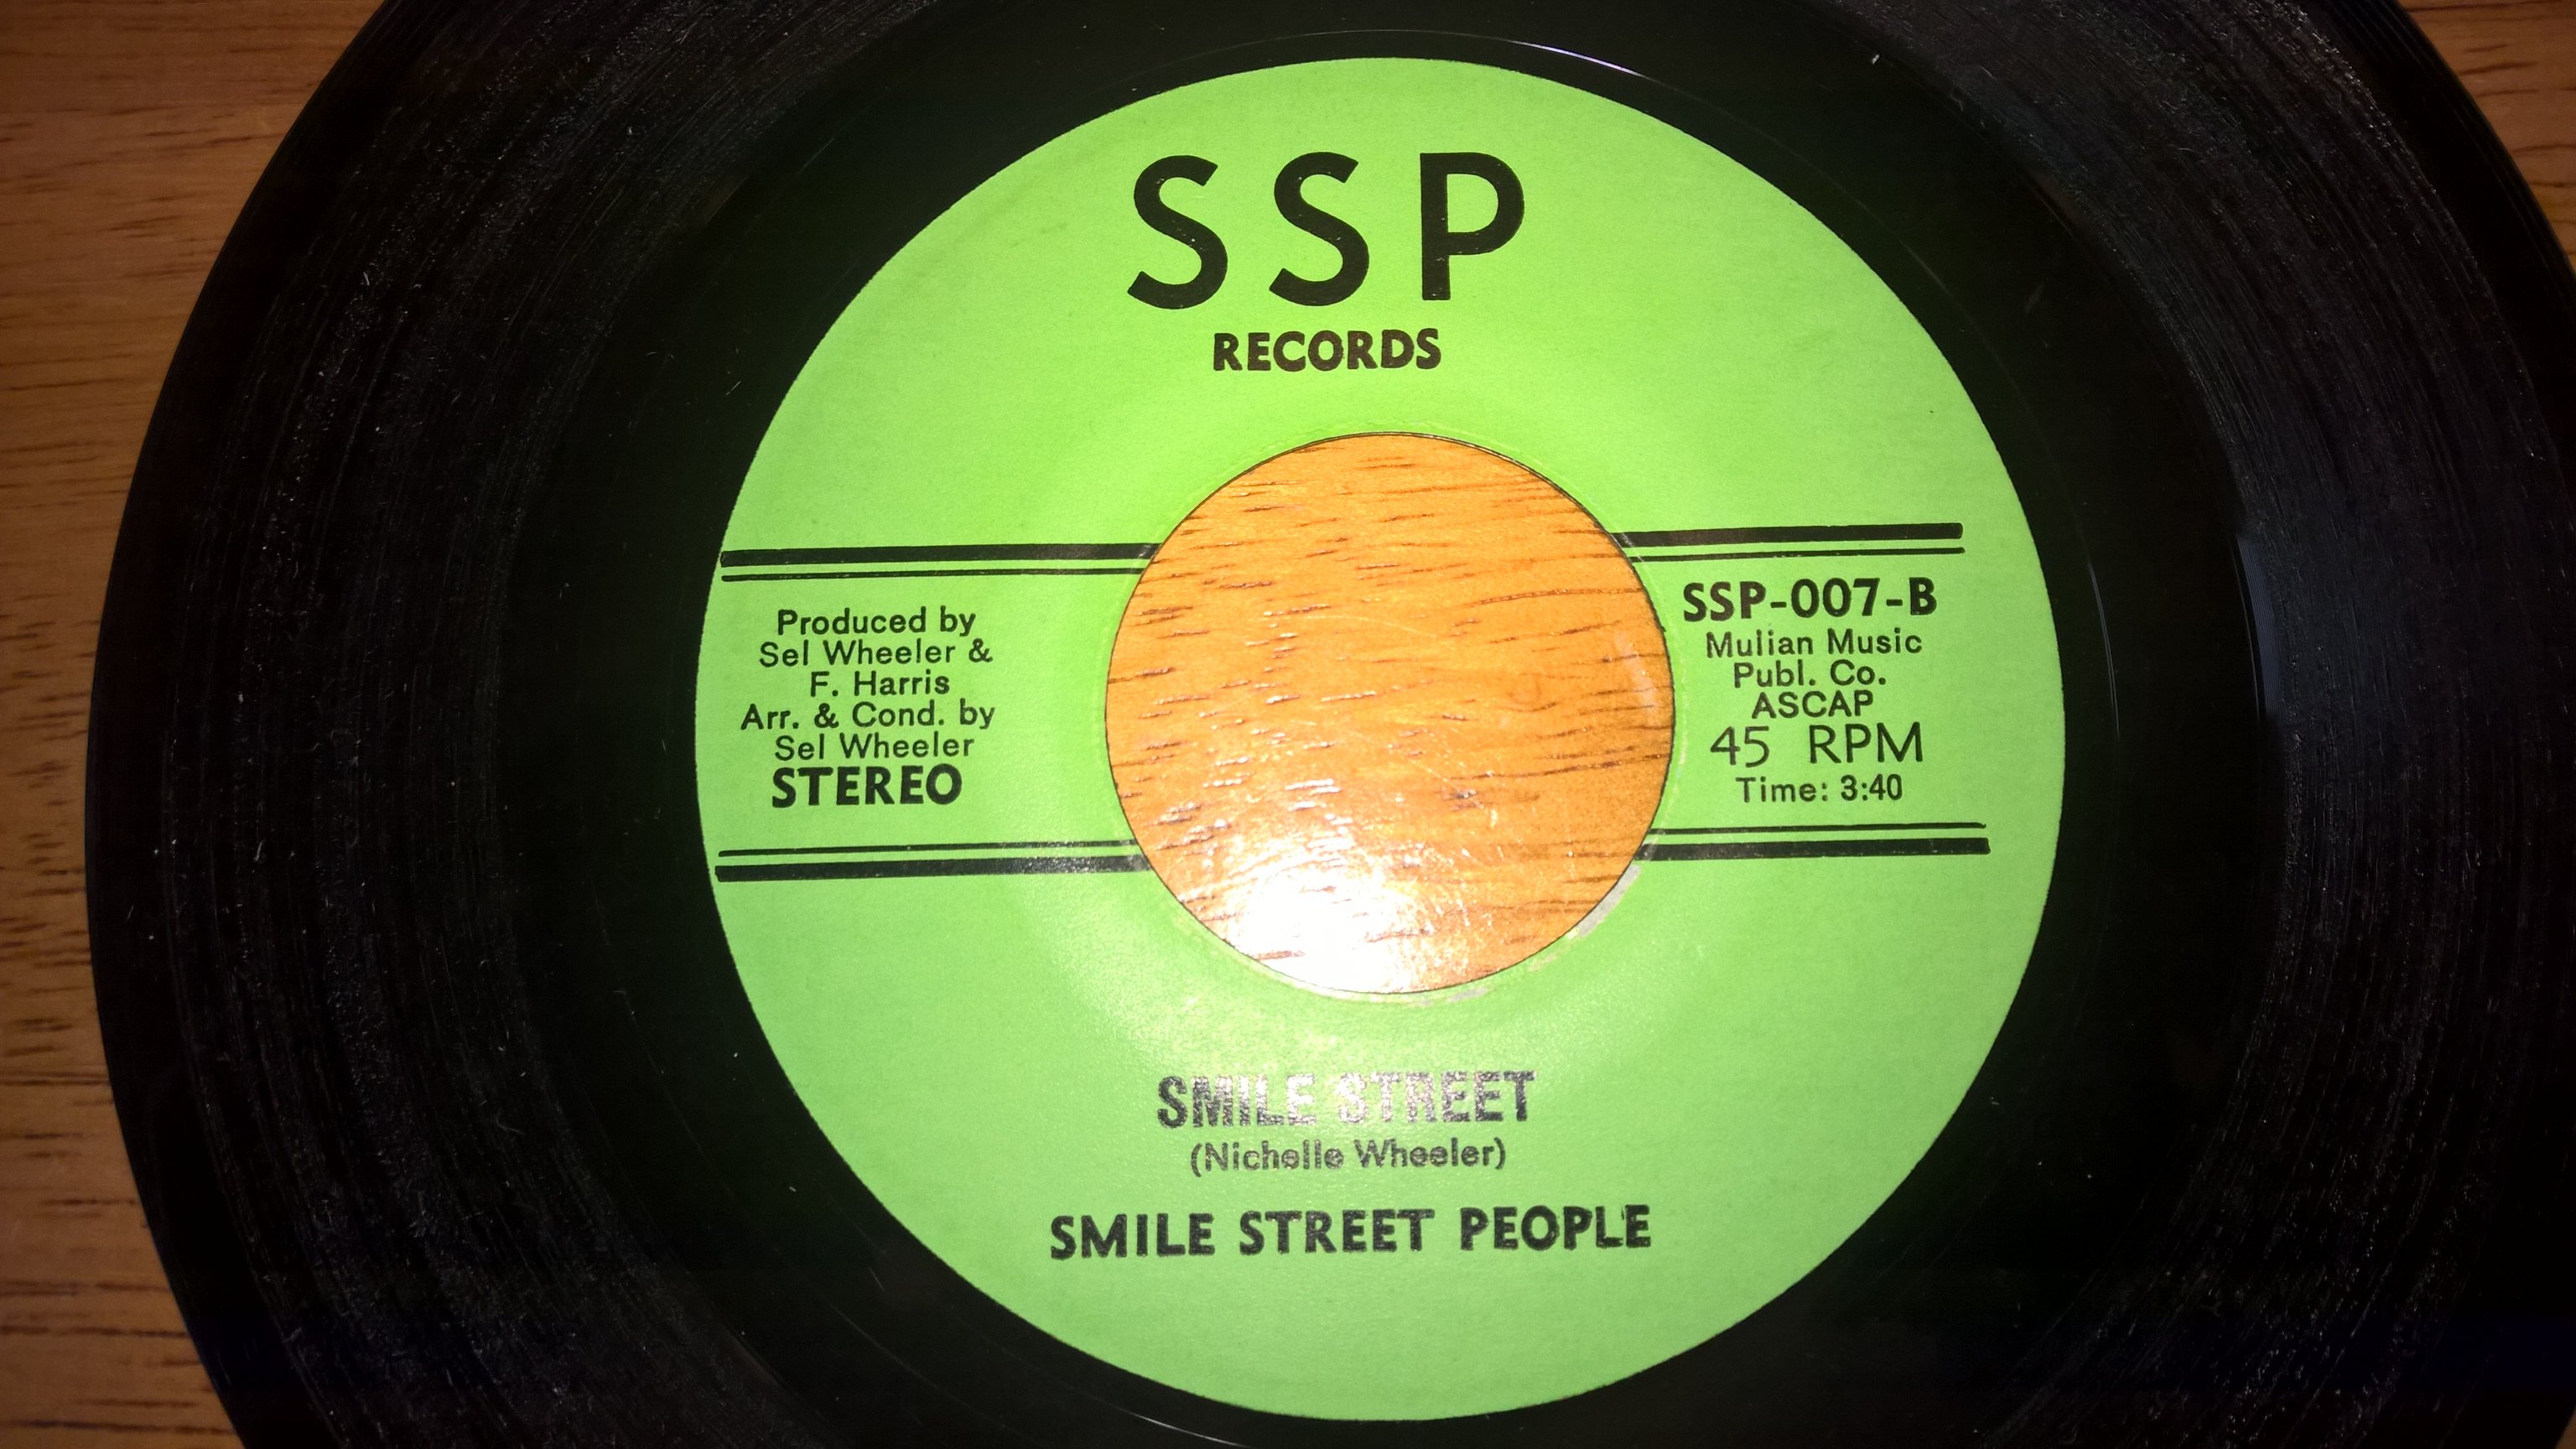 SSP
RECORDS
Produced by
Sel Wheeler &
F. Harris
Arr. & Cond. by
Sel Wheeler
STEREO
SSP-007-B
Mulian Music
Publ. Co.
ASCAP
45 RPM
Time: 3:40
SMILE STREET
(Nichelle Wheeler)
SMILE STREET PEOPLE